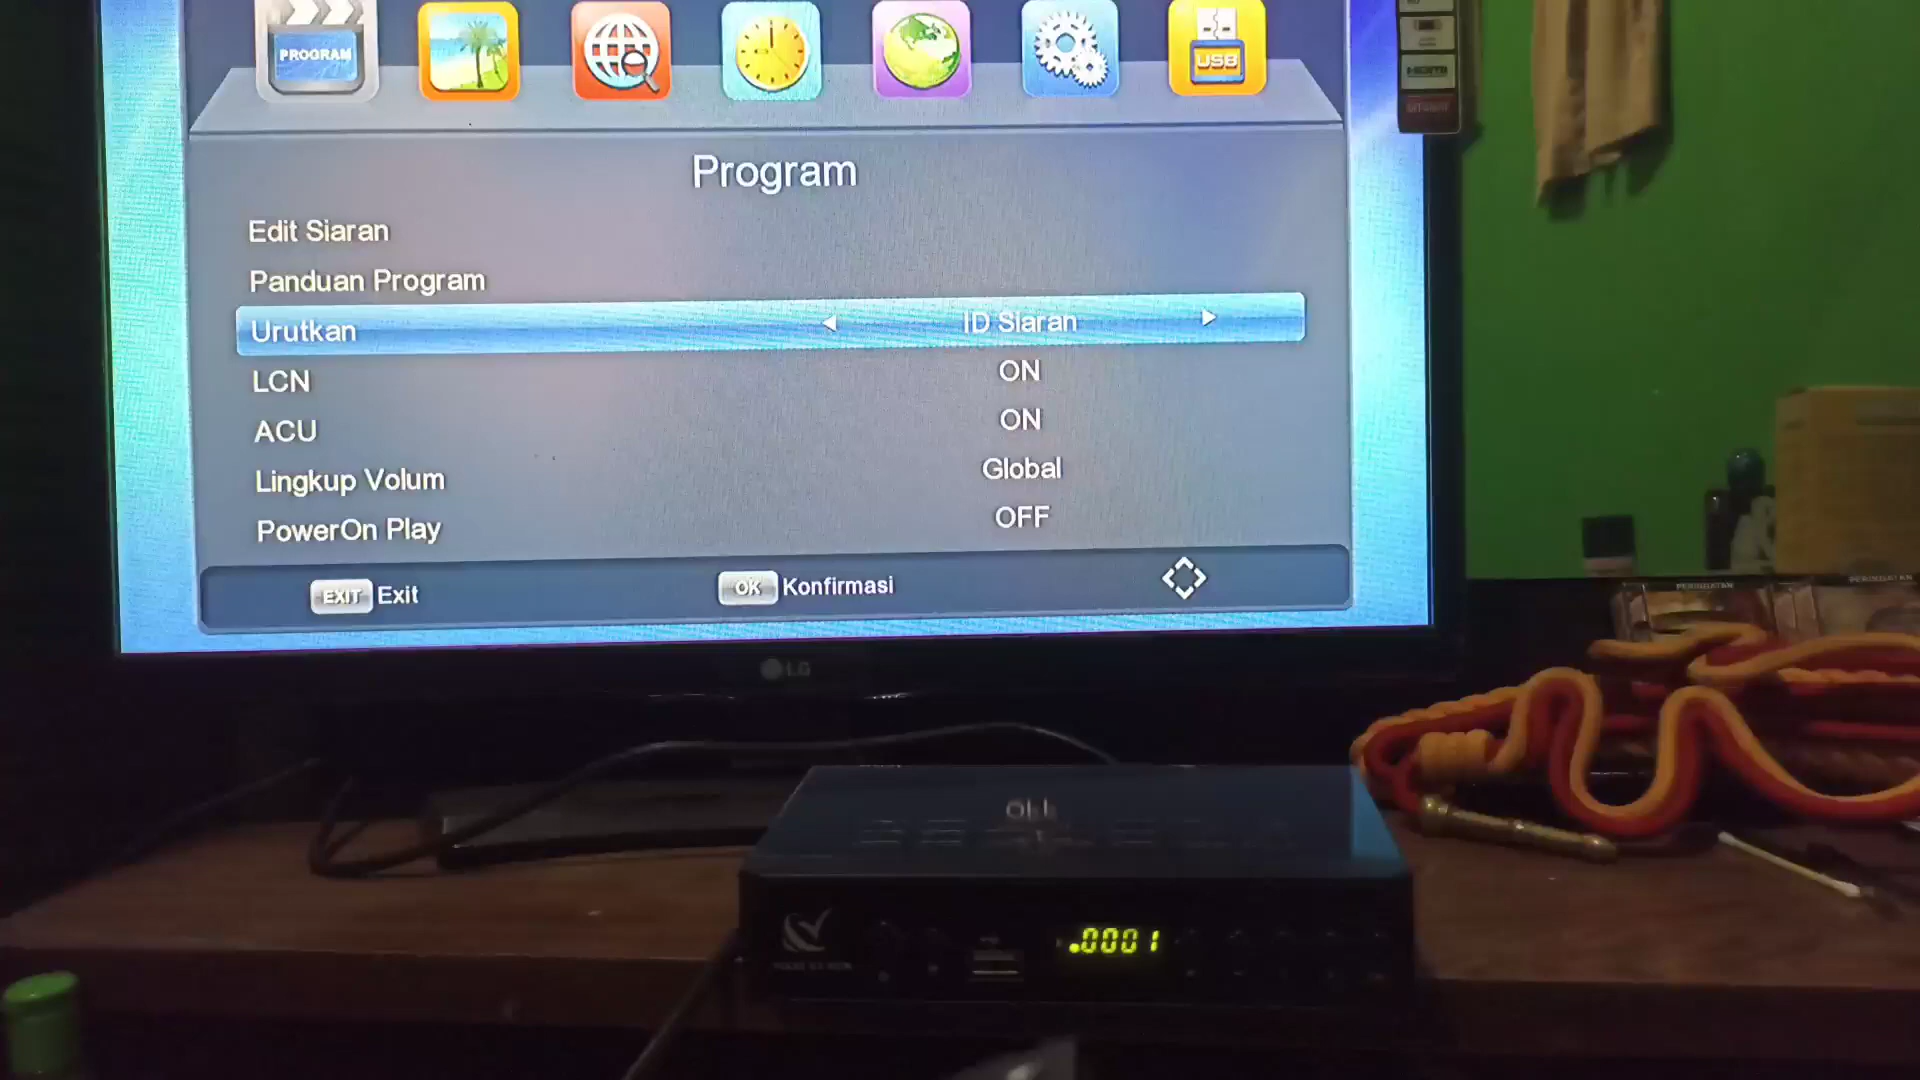 PROGRAM
USB
Program
Edit Siaran
Panduan Program
Urutkan ID Siaran
LCN ON
ACU ON
Lingkup Volum Global
PowerOn Play OFF
EXIT Exit OK Konfirmasi
LG
.0001
PERINGATAN